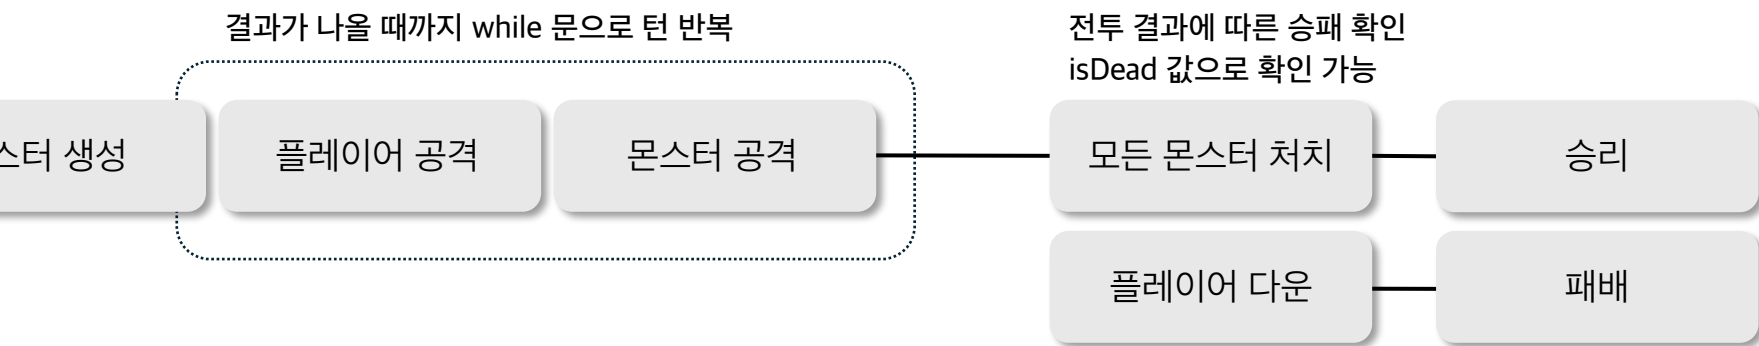 결과가 나올 때까지 while 문으로 턴 반복
전투 결과에 따른 승패 확인
isDead 값으로 확인 가능
스터 생성
플레이어 공격
몬스터 공격
모든 몬스터 처치
승리
플레이어 다운
패배